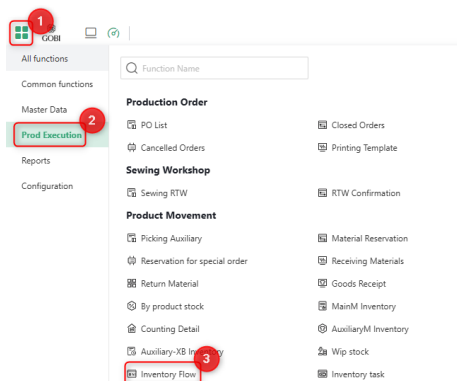 1
GOBI
All functions
Function Name
Common functions
Production Order
Master Data
PO List
Closed Orders
2
Prod Execution
Cancelled Orders
Printing Template
Reports
Sewing Workshop
Configuration
Sewing RTW
RTW Confirmation
Product Movement
Picking Auxiliary
Material Reservation
Reservation for special order
Receiving Materials
Return Material
Goods Receipt
By product stock
MainM Inventory
Counting Detail
AuxiliaryM Inventory
Auxiliary-XB
Wip stock
3
Inventory Flow
Inventory task